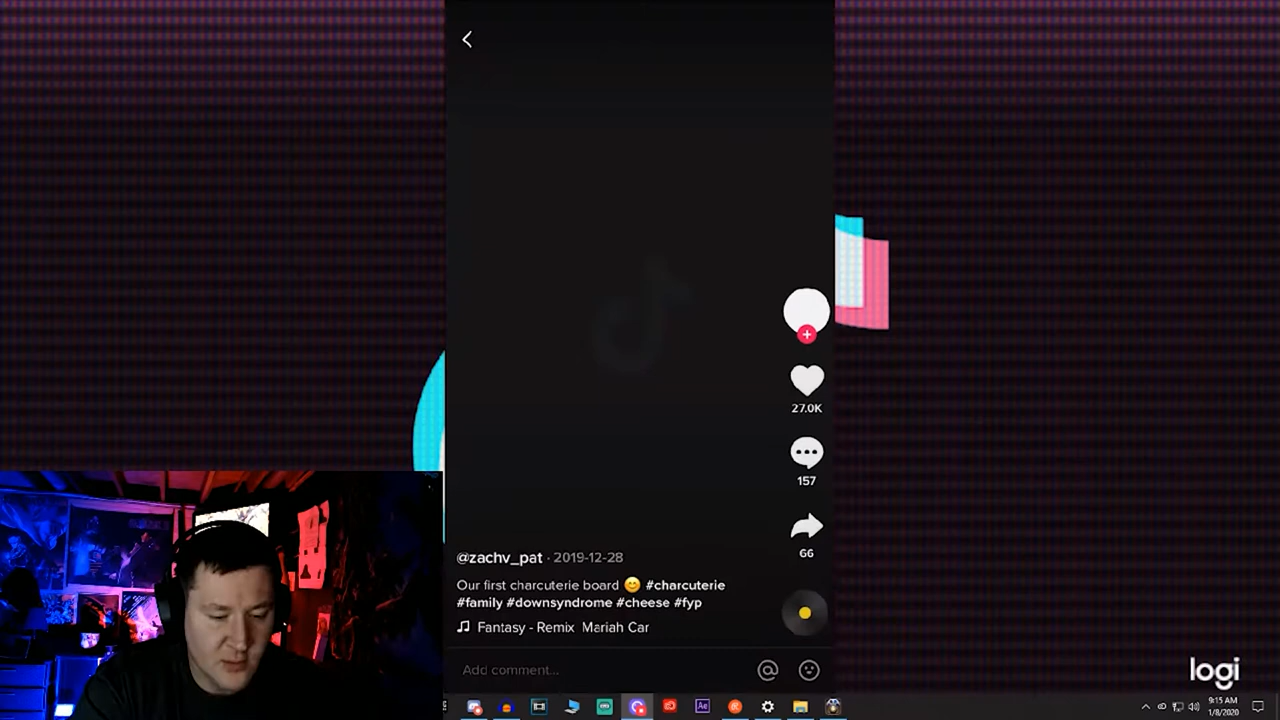 27.0K
157
66
@zachv_pat · 2019-12-28
Our first charcuterie board 😊 #charcuterie
#family #downsyndrome #cheese #fyp
Fantasy - Remix Mariah Car
Add comment...
logi
Ae
9:15 AM
1/8/2020